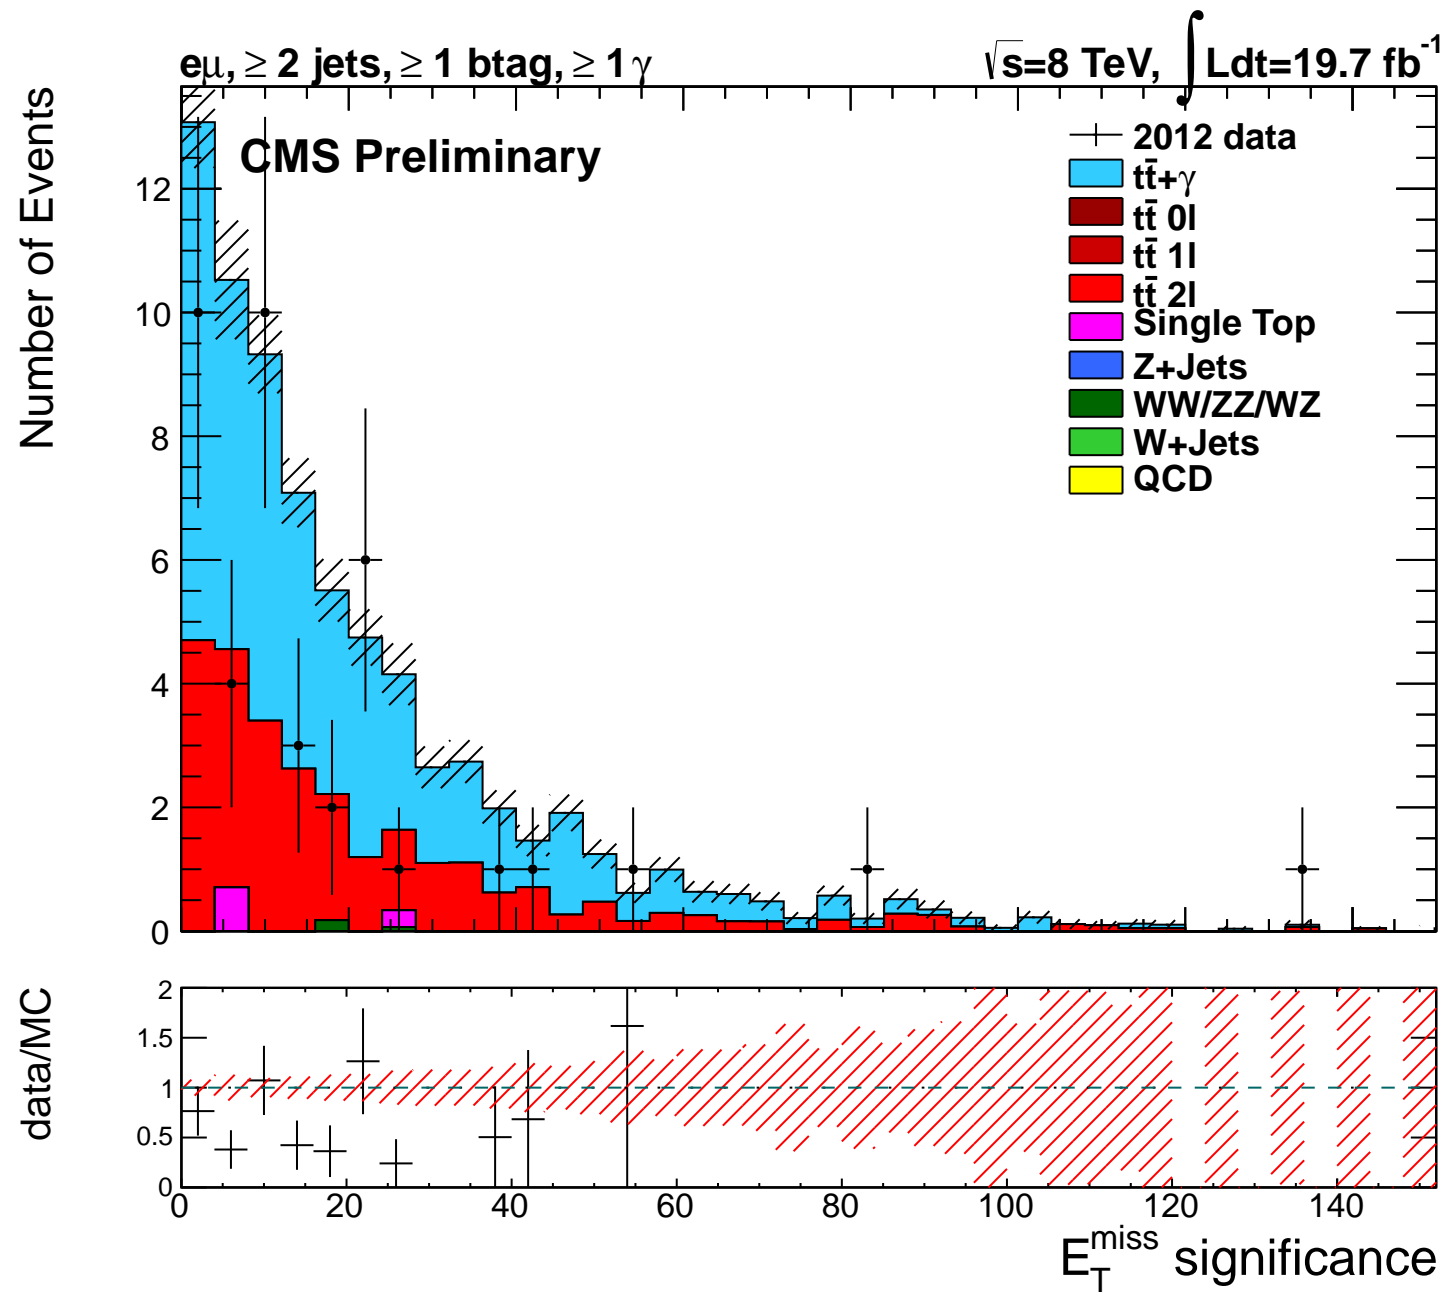 eμ, ≥ 2 jets, ≥ 1 btag, ≥ 1 γ
√s=8 TeV, ∫Ldt=19.7 fb⁻¹
CMS Preliminary
2012 data
tt̄+γ
tt̄ 0l
tt̄ 1l
tt̄ 2l
Single Top
Z+Jets
WW/ZZ/WZ
W+Jets
QCD
Number of Events
12
10
8
6
4
2
0
data/MC
2
1.5
1
0.5
0
0 20 40 60 80 100 120 140
E_T^miss significance